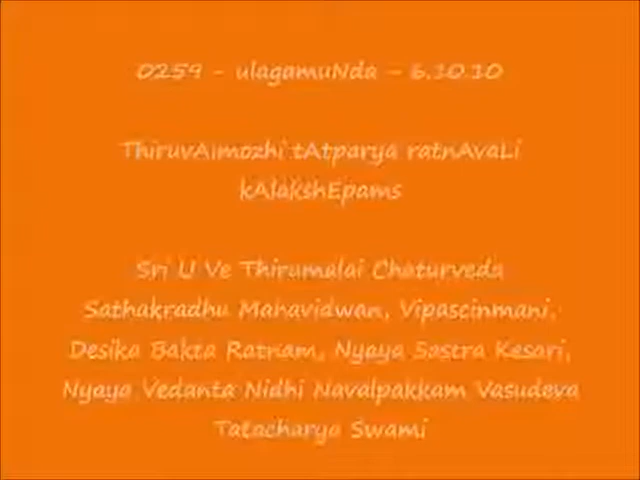 0259 - ulagamuNda - 6.10.10
ThiruvAimozhi tAtparya ratnAvaLi
kAlakshEpams
Sri U Ve Thirumalai Chaturveda
Sathakradhu Mahavidwan, Vipascinmani,
Desika Bakta Ratnam, Nyaya Sastra Kesari,
Nyaya Vedanta Nidhi Navalpakkam Vasudeva
Tatacharya Swami